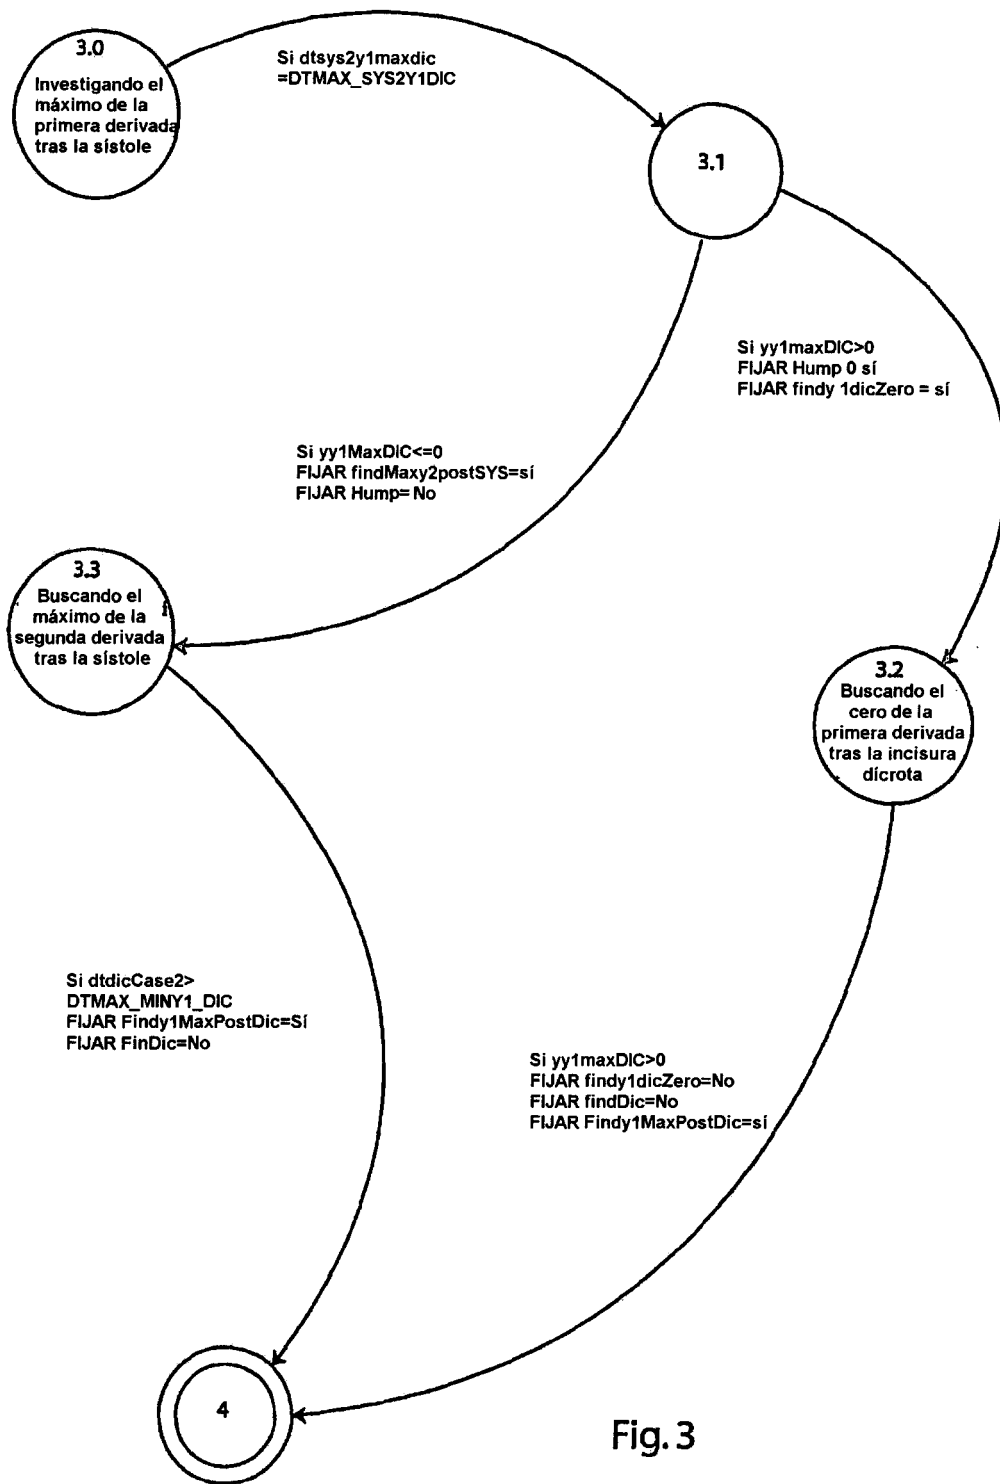 3.0
Investigando el
máximo de la
primera derivada
tras la sístole
Si dtsys2y1maxdic
=DTMAX_SYS2Y1DIC
3.1
Si yy1maxDIC>0
FIJAR Hump 0 sí
FIJAR findy 1dicZero = sí
Si yy1MaxDIC<=0
FIJAR findMaxy2postSYS=sí
FIJAR Hump= No
3.3
Buscando el
máximo de la
segunda derivada
tras la sístole
3.2
Buscando el
cero de la
primera derivada
tras la incisura
dícrota
Si dtdicCase2>
DTMAX_MINY1_DIC
FIJAR Findy1MaxPostDic=Sí
FIJAR FinDic=No
Si yy1maxDIC>0
FIJAR findy1dicZero=No
FIJAR findDic=No
FIJAR Findy1MaxPostDic=sí
4
Fig. 3